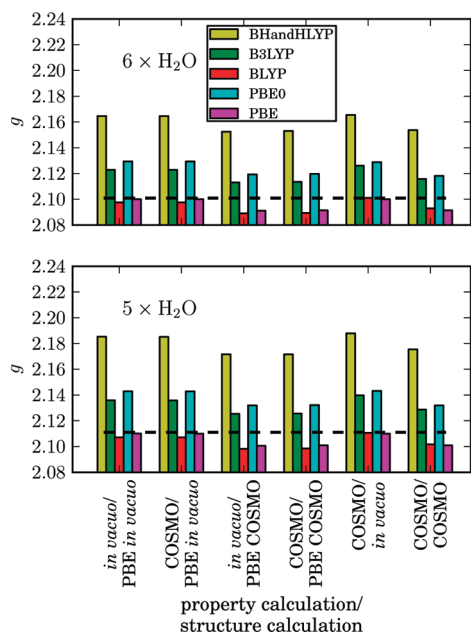 2.24
2.22
2.20
2.18
2.16
2.14
2.12
2.10
2.08
g
6 × H₂O
BHandHLYP
B3LYP
BLYP
PBE0
PBE
2.24
2.22
2.20
2.18
2.16
2.14
2.12
2.10
2.08
g
5 × H₂O
in vacuo/
PBE in vacuo
COSMO/
PBE in vacuo
in vacuo/
PBE COSMO
COSMO/
PBE COSMO
COSMO/
in vacuo
COSMO/
COSMO
property calculation/
structure calculation